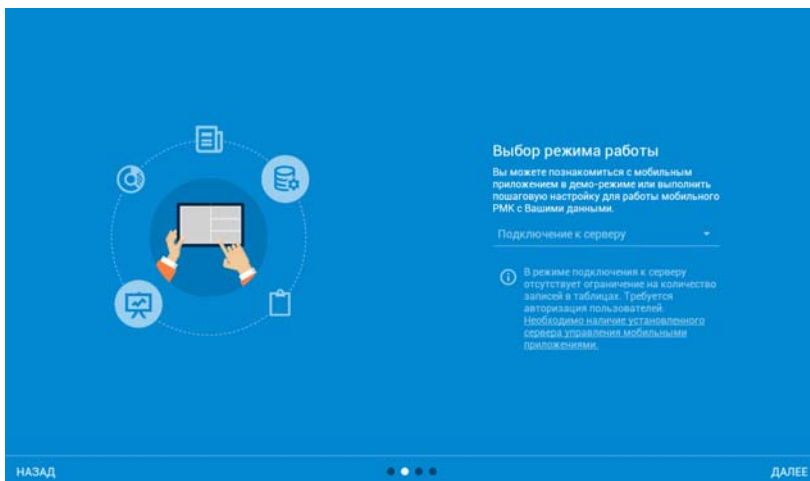 Выбор режима работы
Вы можете познакомиться с мобильным
приложением в демо-режиме или выполнить
пошаговую настройку для работы мобильного
РМК с Вашими данными.
Подключение к серверу
В режиме подключения к серверу
отсутствует ограничение на количество
записей в таблицах. Требуется
авторизация пользователей.
Необходимо наличие установленного
сервера управления мобильными
приложениями.
НАЗАД
ДАЛЕЕ